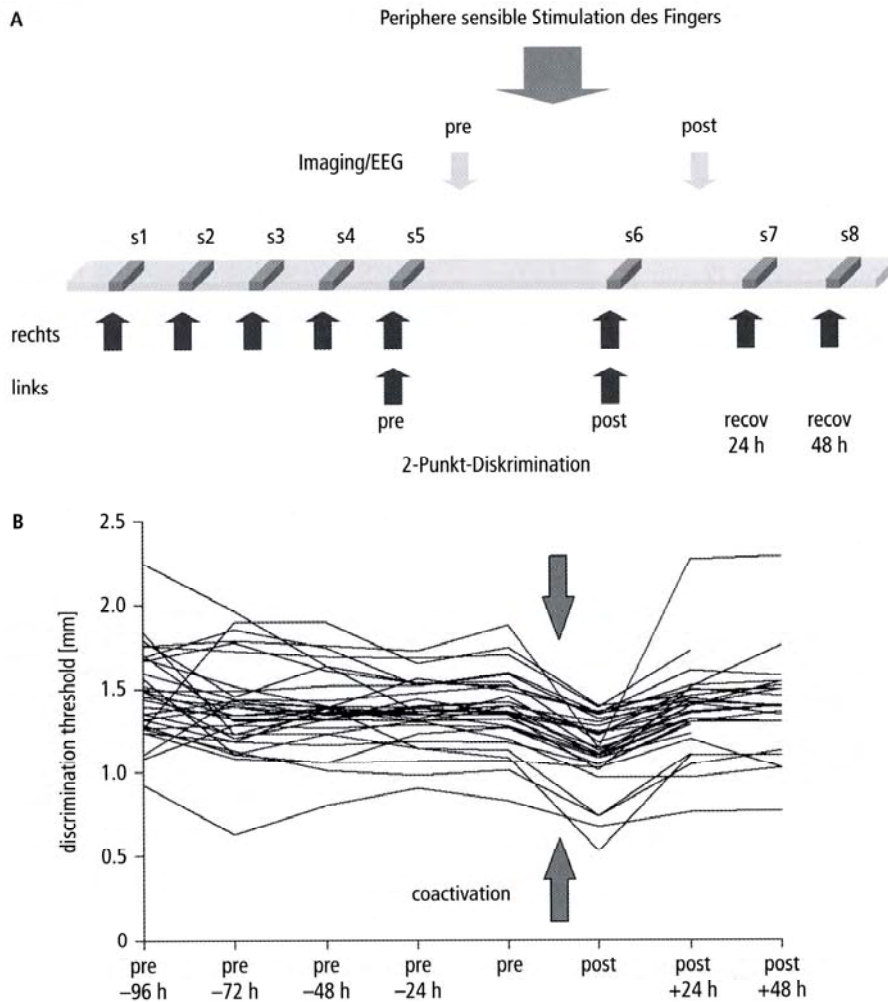 A
Periphere sensible Stimulation des Fingers
pre
post
Imaging/EEG
s1 s2 s3 s4 s5 s6 s7 s8
rechts
links
pre post recov recov
24 h 48 h
2-Punkt-Diskrimination
B
2.5
2.0
1.5
1.0
0.5
0
discrimination threshold [mm]
coactivation
pre pre pre pre pre post post post
–96 h –72 h –48 h –24 h +24 h +48 h